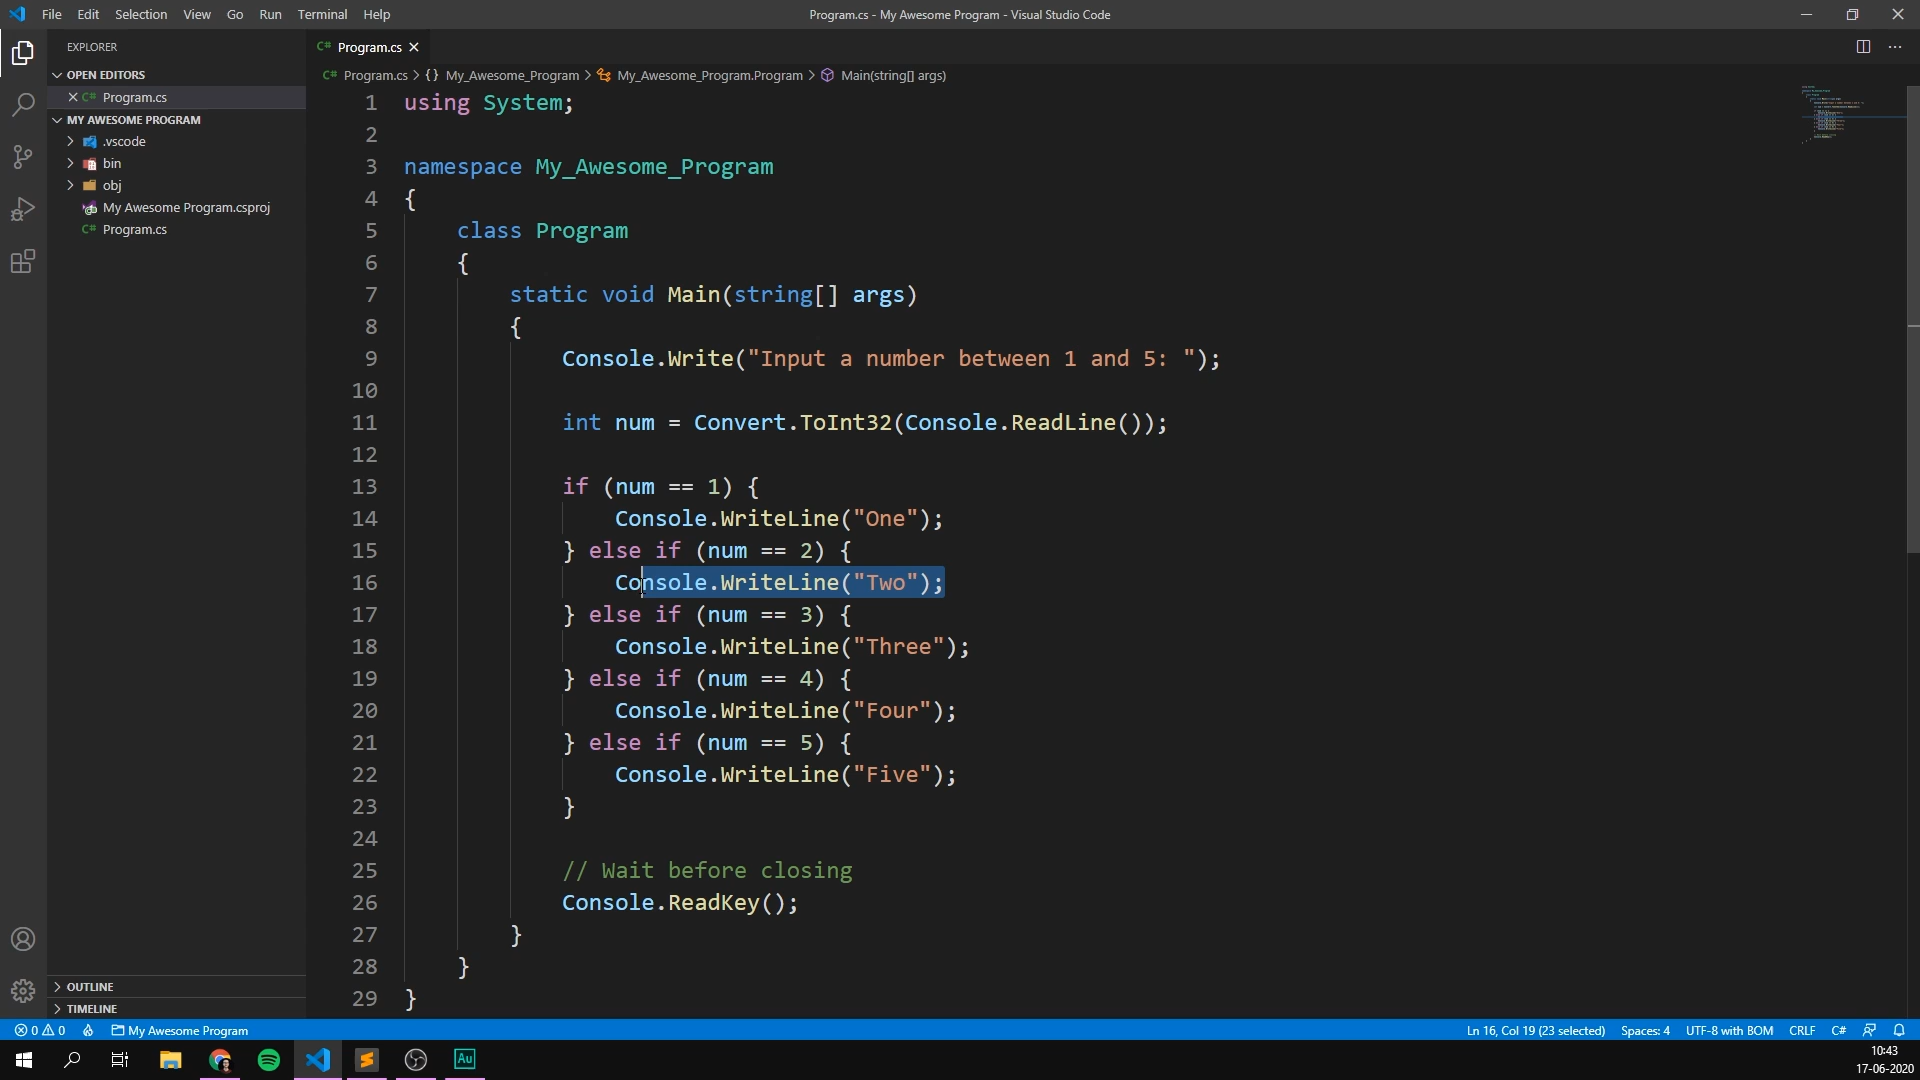 File Edit Selection View Go Run Terminal Help
Program.cs - My Awesome Program - Visual Studio Code
EXPLORER
OPEN EDITORS
C# Program.cs
MY AWESOME PROGRAM
.vscode
bin
obj
My Awesome Program.csproj
C# Program.cs
OUTLINE
TIMELINE
C# Program.cs
C# Program.cs > {} My_Awesome_Program > My_Awesome_Program.Program > Main(string[] args)
1 using System;
2
3 namespace My_Awesome_Program
4 {
5 class Program
6 {
7 static void Main(string[] args)
8 {
9 Console.Write("Input a number between 1 and 5: ");
10
11 int num = Convert.ToInt32(Console.ReadLine());
12
13 if (num == 1) {
14 Console.WriteLine("One");
15 } else if (num == 2) {
16 Console.WriteLine("Two");
17 } else if (num == 3) {
18 Console.WriteLine("Three");
19 } else if (num == 4) {
20 Console.WriteLine("Four");
21 } else if (num == 5) {
22 Console.WriteLine("Five");
23 }
24
25 // Wait before closing
26 Console.ReadKey();
27 }
28 }
29 }
0 0 My Awesome Program
Ln 16, Col 19 (23 selected) Spaces: 4 UTF-8 with BOM CRLF C#
Au
10:43
17-06-2020